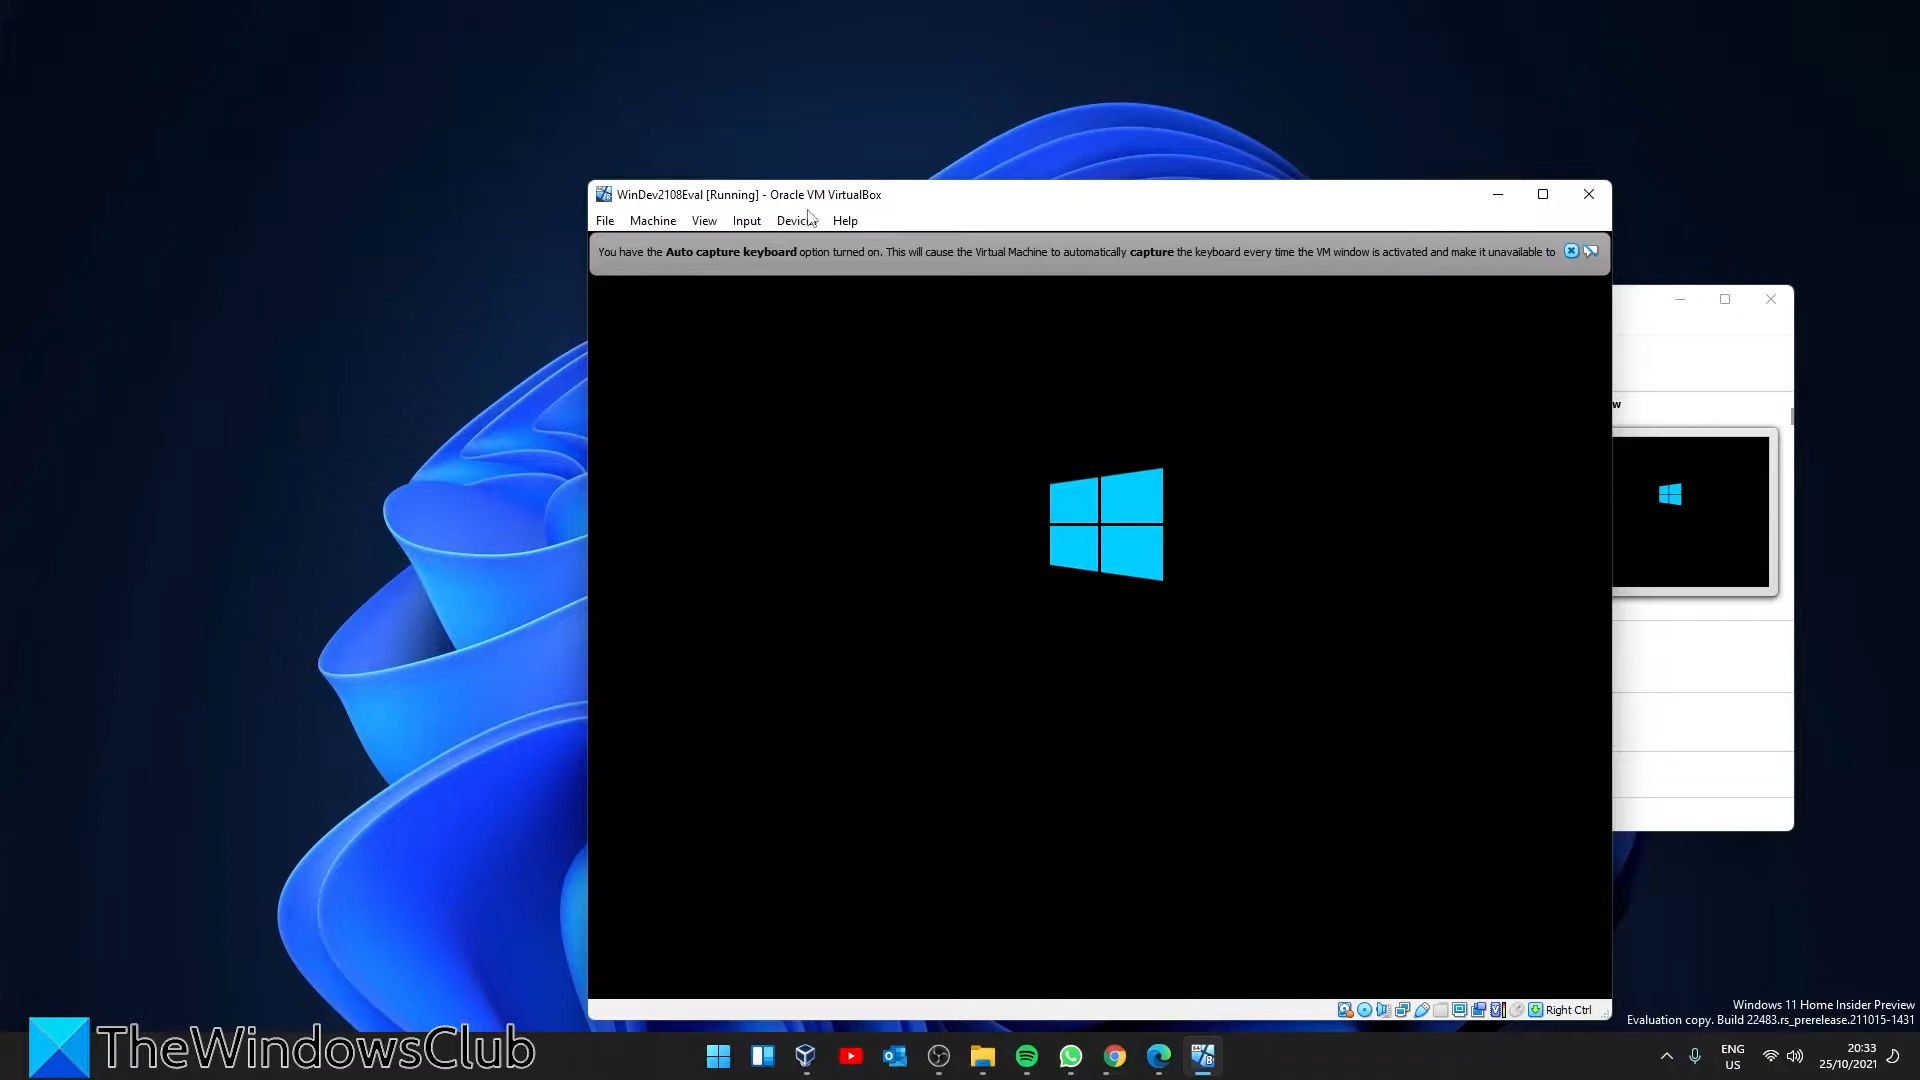 WinDev2108Eval [Running] - Oracle VM VirtualBox
File Machine View Input Devices Help
You have the Auto capture keyboard option turned on. This will cause the Virtual Machine to automatically capture the keyboard every time the VM window is activated and make it unavailable to
w
Right Ctrl
Windows 11 Home Insider Preview
Evaluation copy. Build 22483.rs_prerelease.211015-1431
TheWindowsClub
ENG
US
20:33
25/10/2021